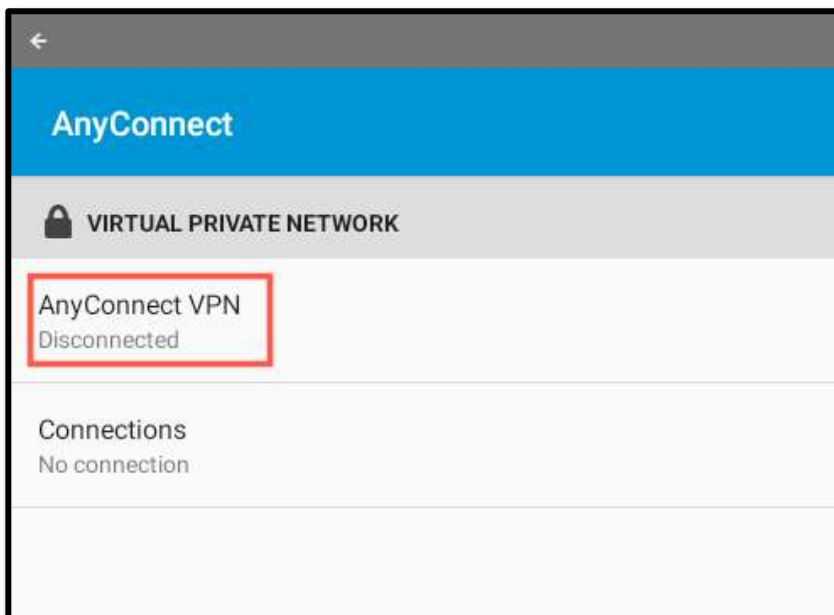 AnyConnect
VIRTUAL PRIVATE NETWORK
AnyConnect VPN
Disconnected
Connections
No connection